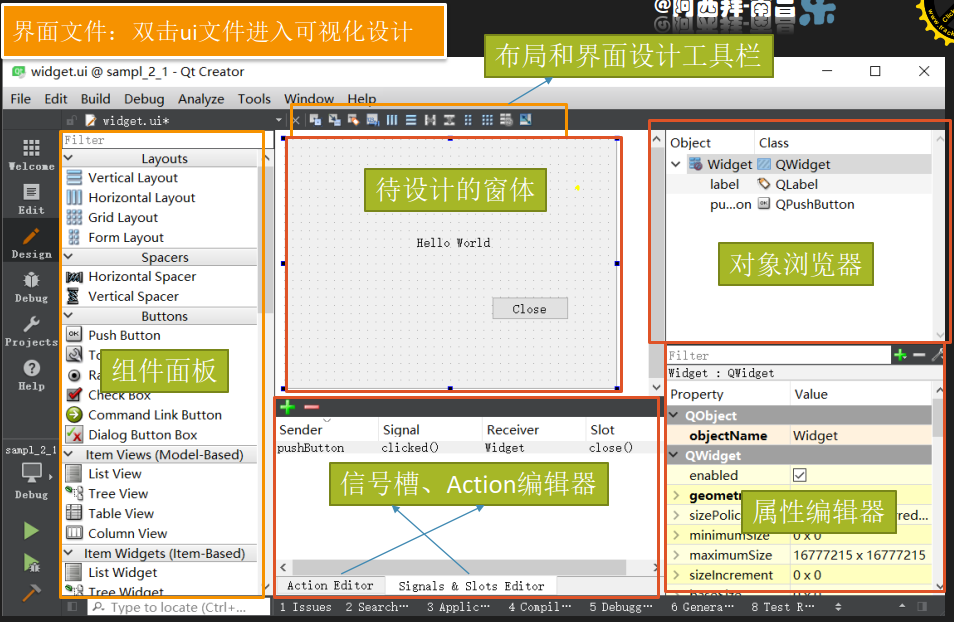 @阿西拜-南昌
界面文件：双击ui文件进入可视化设计
布局和界面设计工具栏
widget.ui @ sampl_2_1 - Qt Creator
File Edit Build Debug Analyze Tools Window Help
widget.ui*
Welcome
Edit
Design
Debug
Projects
Help
sampl_2_1
Debug
Filter
Layouts
Vertical Layout
Horizontal Layout
Grid Layout
Form Layout
Spacers
Horizontal Spacer
Vertical Spacer
Buttons
Push Button
组件面板
Check Box
Command Link Button
Dialog Button Box
Item Views (Model-Based)
List View
Tree View
Table View
Column View
Item Widgets (Item-Based)
List Widget
Tree Widget
待设计的窗体
Hello World
Close
Object Class
Widget QWidget
label QLabel
pu...on QPushButton
对象浏览器
Sender Signal Receiver Slot
pushButton clicked() Widget close()
信号槽、Action编辑器
Action Editor Signals & Slots Editor
Filter
Widget : QWidget
Property Value
QObject
objectName Widget
QWidget
enabled
属性编辑器
minimumSize 0 x 0
maximumSize 16777215 x 16777215
sizeIncrement 0 x 0
Type to locate (Ctrl+...
1 Issues 2 Search… 3 Applic… 4 Compil… 5 Debugg… 6 Genera… 8 Test R…